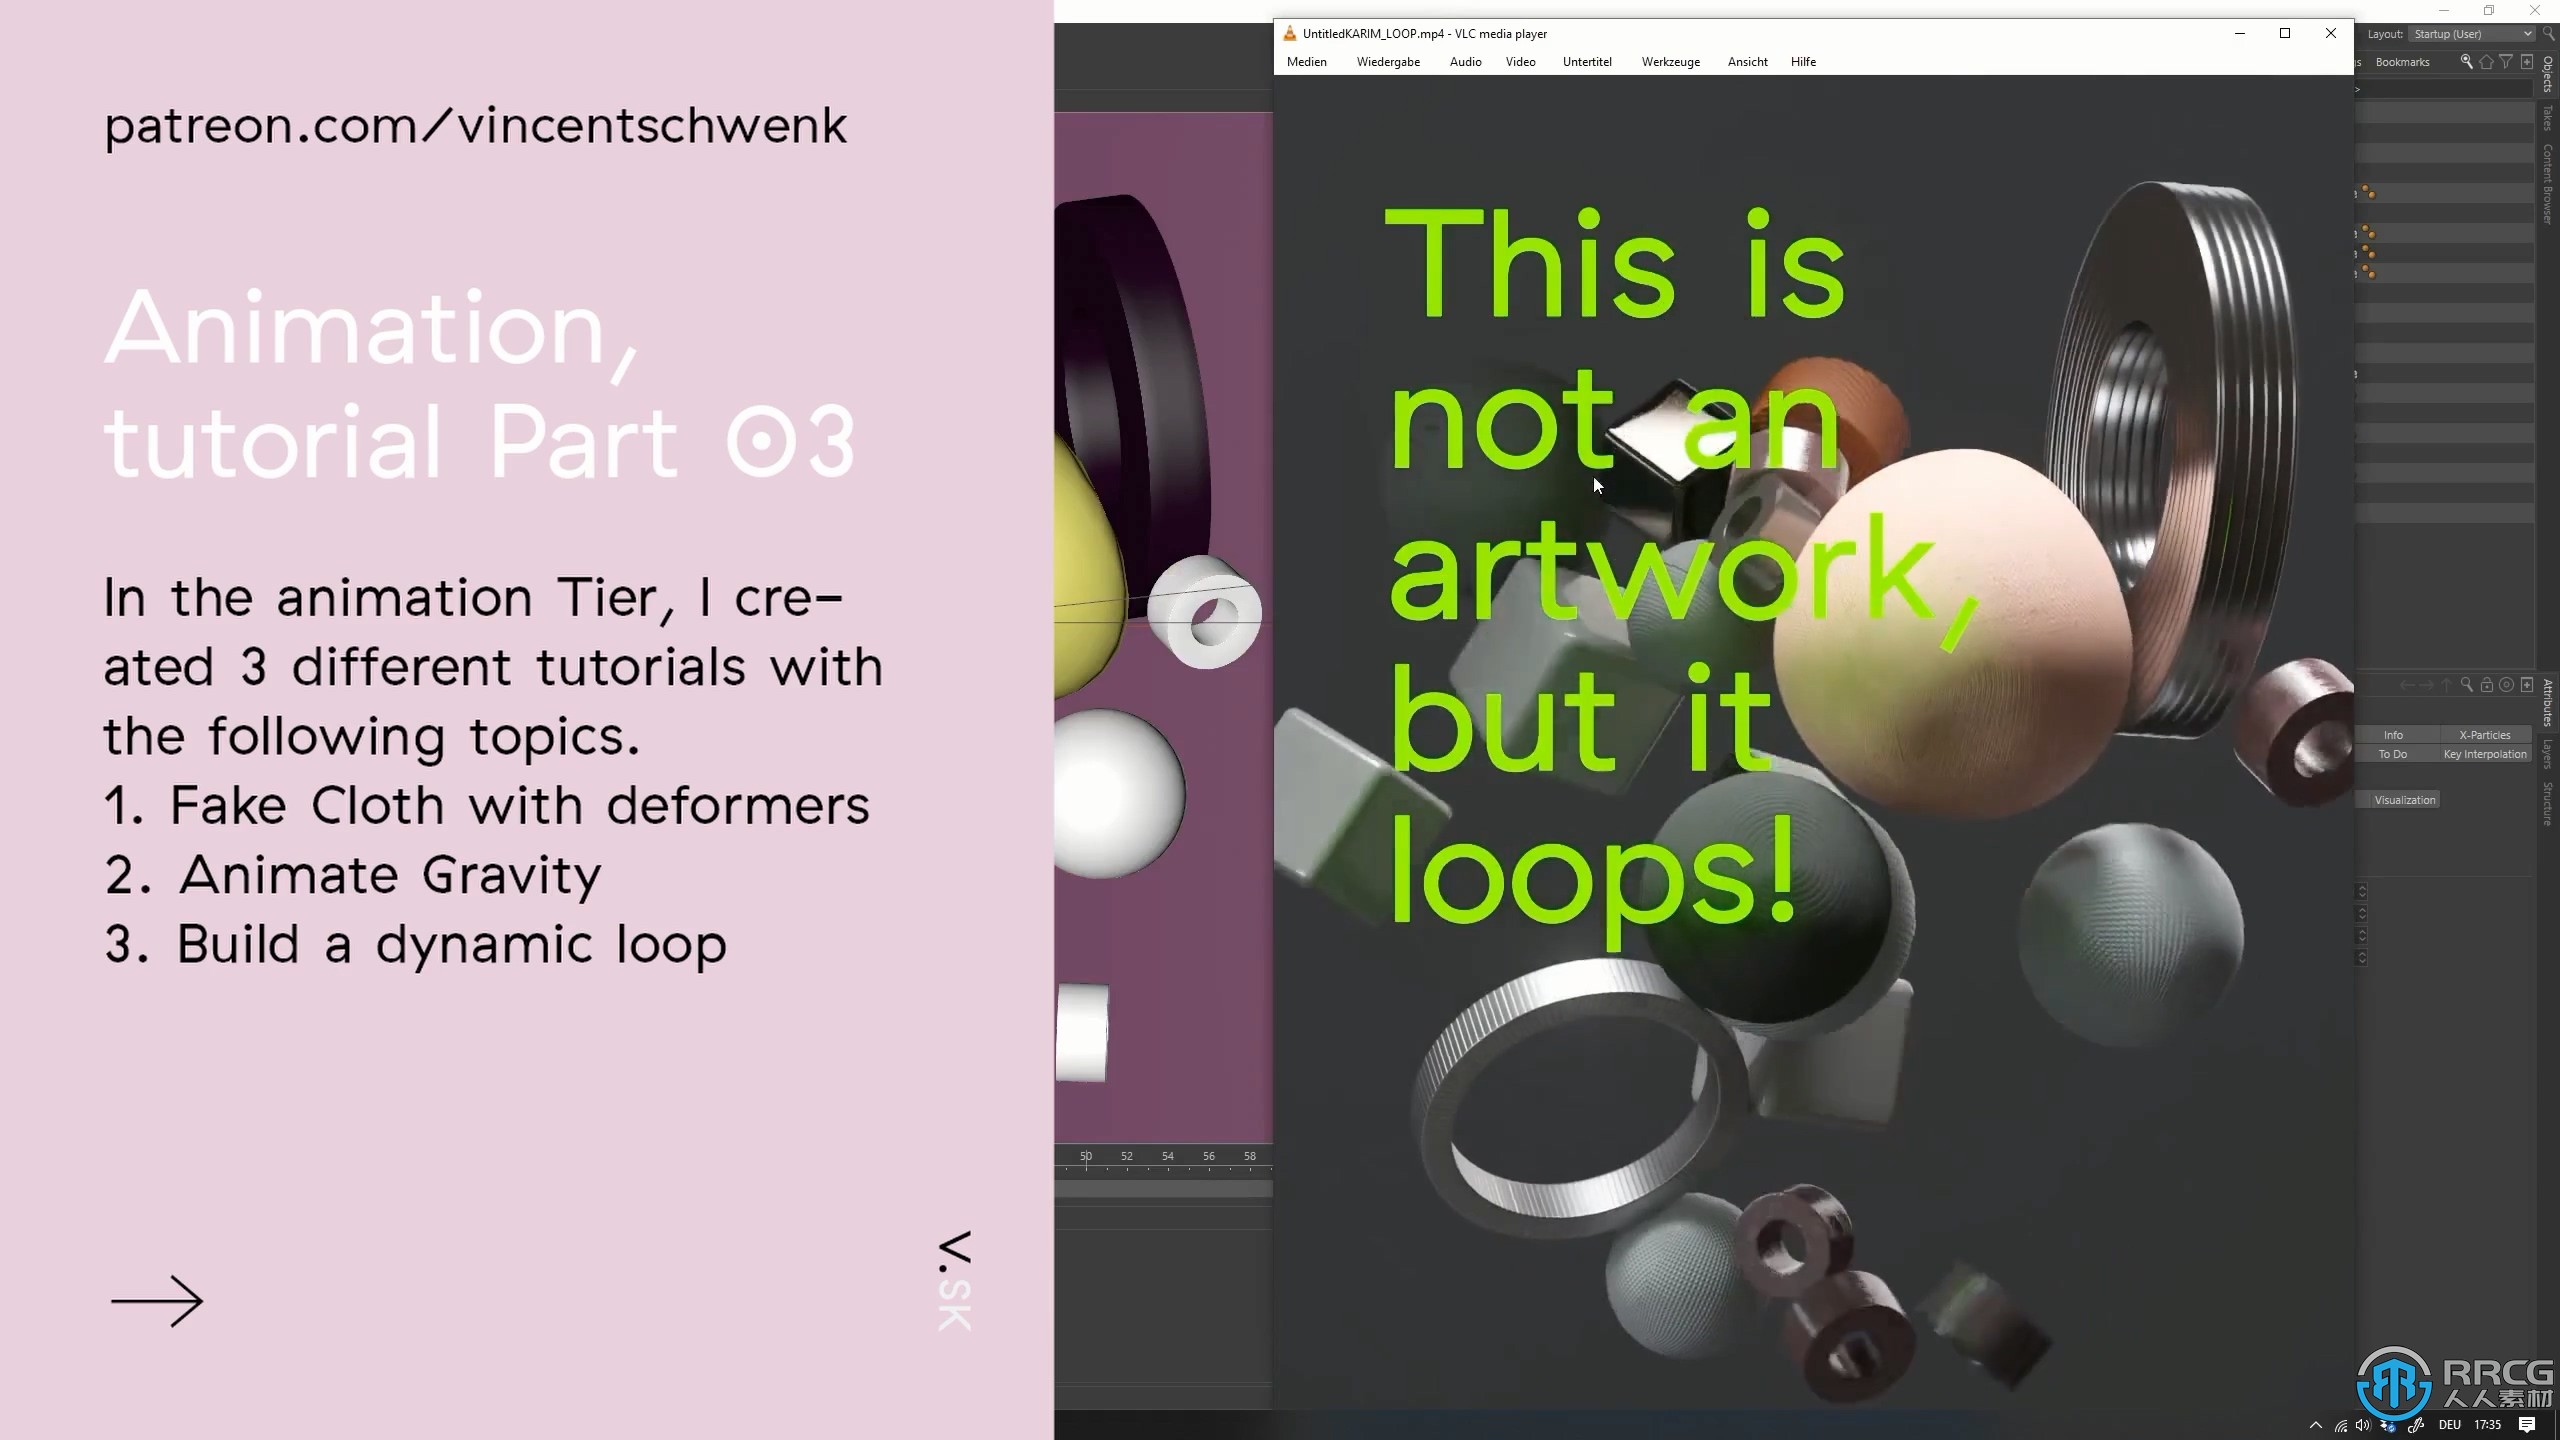 patreon.com/vincentschwenk
Animation,
tutorial Part 03
In the animation Tier, I cre-
ated 3 different tutorials with
the following topics.
1. Fake Cloth with deformers
2. Animate Gravity
3. Build a dynamic loop
V.SK
UntitledKARIM_LOOP.mp4 - VLC media player
Medien Wiedergabe Audio Video Untertitel Werkzeuge Ansicht Hilfe
This is
not an
artwork,
but it
loops!
50 52 54 56 58
Layout: Startup (User)
Bookmarks
Objects
Takes
Content Browser
Attributes
Layers
Structure
Info X-Particles
To Do Key Interpolation
Visualization
RRCG
人人素材
DEU 17:35